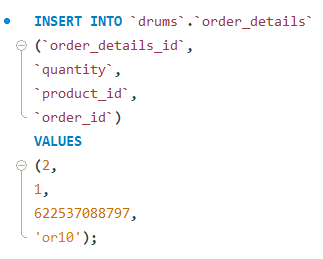 INSERT INTO `drums`.`order_details`
(`order_details_id`,
`quantity`,
`product_id`,
`order_id`)
VALUES
(2,
1,
622537088797,
'or10');